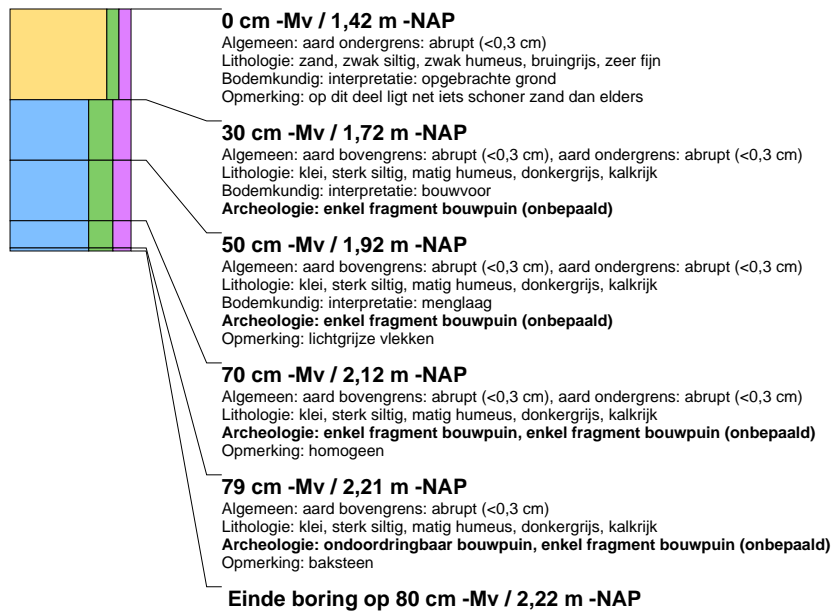 0 cm -Mv / 1,42 m -NAP
Algemeen: aard ondergrens: abrupt (<0,3 cm)
Lithologie: zand, zwak siltig, zwak humeus, bruingrijs, zeer fijn
Bodemkundig: interpretatie: opgebrachte grond
Opmerking: op dit deel ligt net iets schoner zand dan elders
30 cm -Mv / 1,72 m -NAP
Algemeen: aard bovengrens: abrupt (<0,3 cm), aard ondergrens: abrupt (<0,3 cm)
Lithologie: klei, sterk siltig, matig humeus, donkergrijs, kalkrijk
Bodemkundig: interpretatie: bouwvoor
Archeologie: enkel fragment bouwpuin (onbepaald)
50 cm -Mv / 1,92 m -NAP
Algemeen: aard bovengrens: abrupt (<0,3 cm), aard ondergrens: abrupt (<0,3 cm)
Lithologie: klei, sterk siltig, matig humeus, donkergrijs, kalkrijk
Bodemkundig: interpretatie: menglaag
Archeologie: enkel fragment bouwpuin (onbepaald)
Opmerking: lichtgrijze vlekken
70 cm -Mv / 2,12 m -NAP
Algemeen: aard bovengrens: abrupt (<0,3 cm), aard ondergrens: abrupt (<0,3 cm)
Lithologie: klei, sterk siltig, matig humeus, donkergrijs, kalkrijk
Archeologie: enkel fragment bouwpuin, enkel fragment bouwpuin (onbepaald)
Opmerking: homogeen
79 cm -Mv / 2,21 m -NAP
Algemeen: aard bovengrens: abrupt (<0,3 cm)
Lithologie: klei, sterk siltig, matig humeus, donkergrijs, kalkrijk
Archeologie: ondoordringbaar bouwpuin, enkel fragment bouwpuin (onbepaald)
Opmerking: baksteen
Einde boring op 80 cm -Mv / 2,22 m -NAP